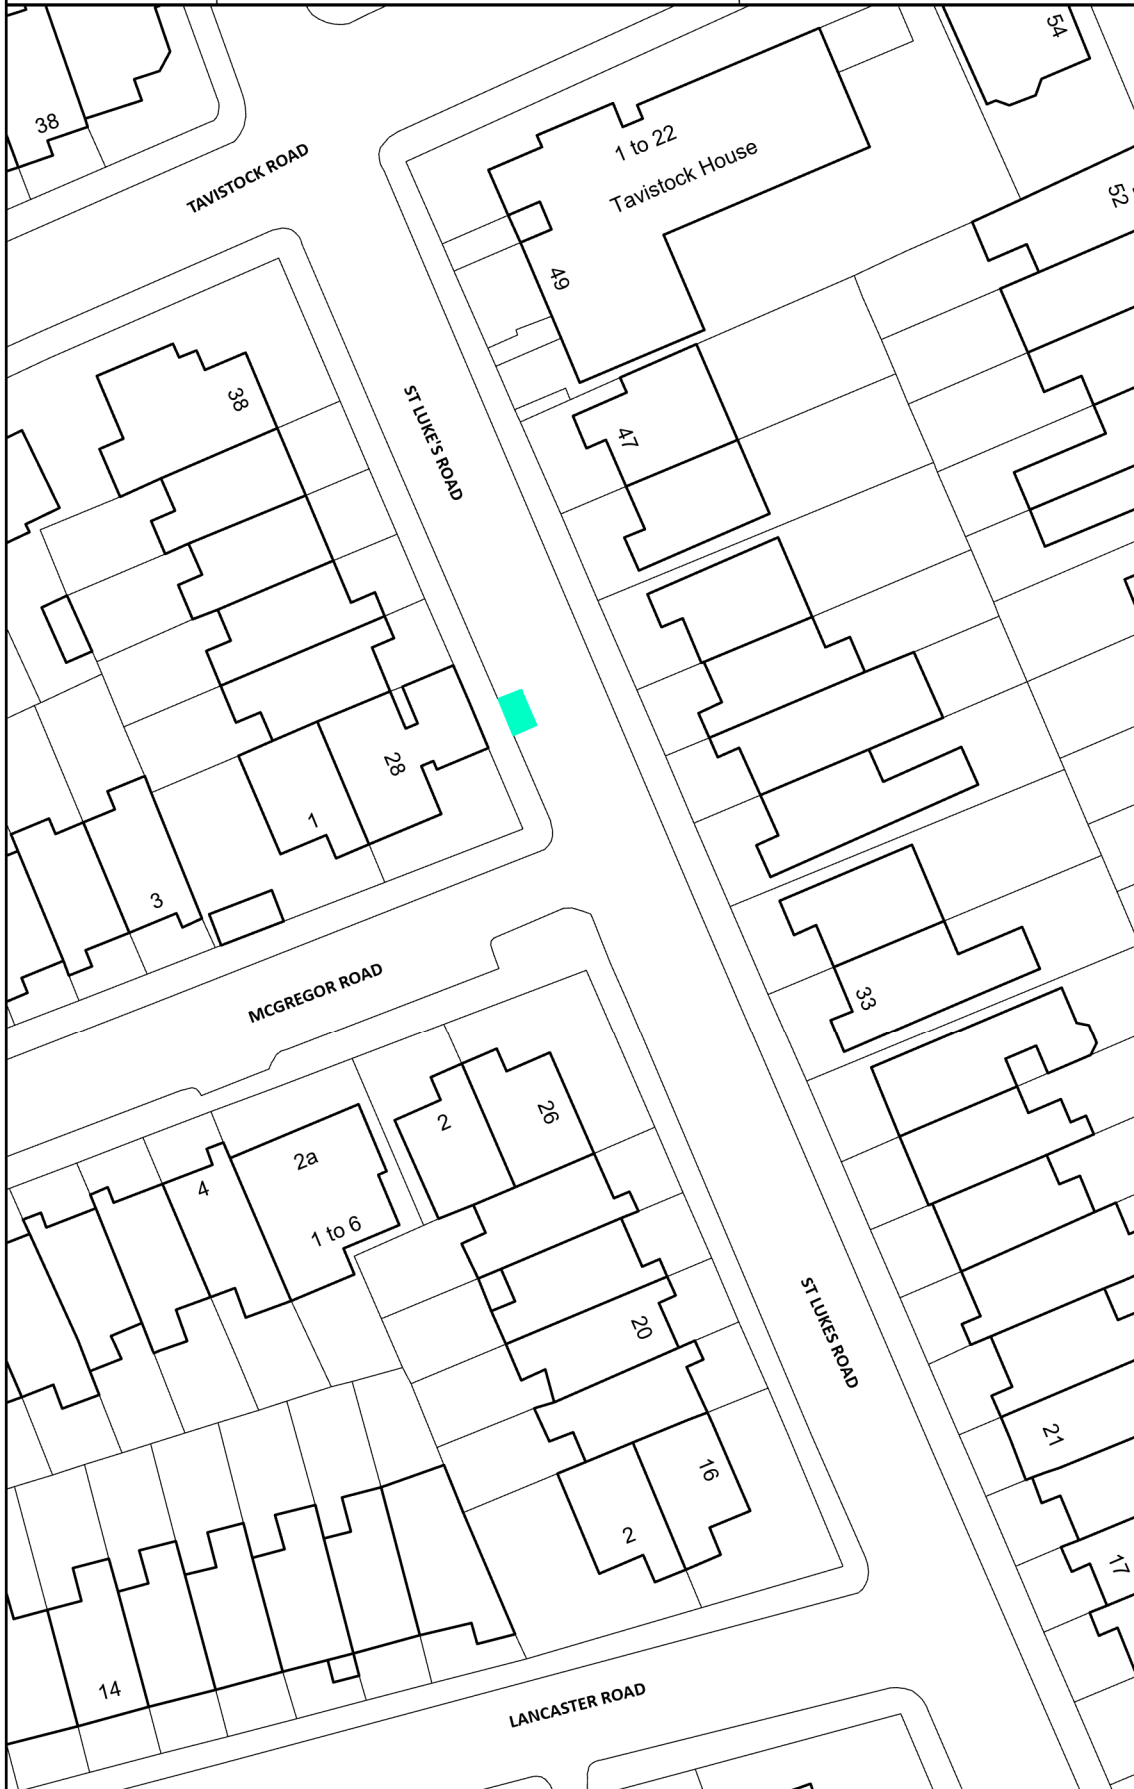 54
38
TAVISTOCK ROAD
1 to 22
Tavistock House
52
49
38
ST LUKE'S ROAD
47
28
1
3
MCGREGOR ROAD
33
2
26
2a
4
1 to 6
20
ST LUKES ROAD
21
16
2
17
14
LANCASTER ROAD